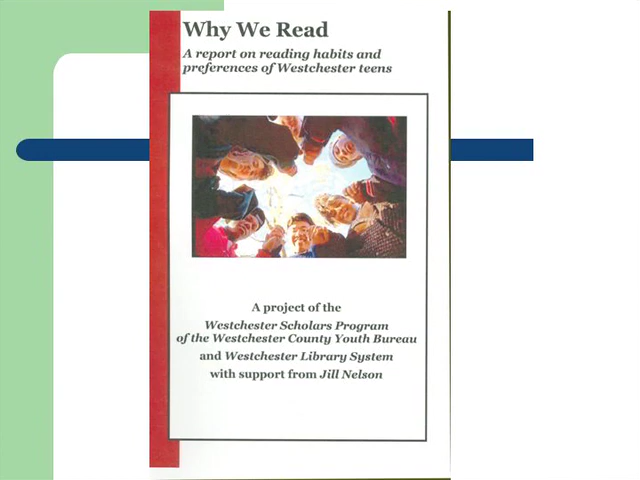 Why We Read
A report on reading habits and
preferences of Westchester teens
A project of the
Westchester Scholars Program
of the Westchester County Youth Bureau
and Westchester Library System
with support from Jill Nelson